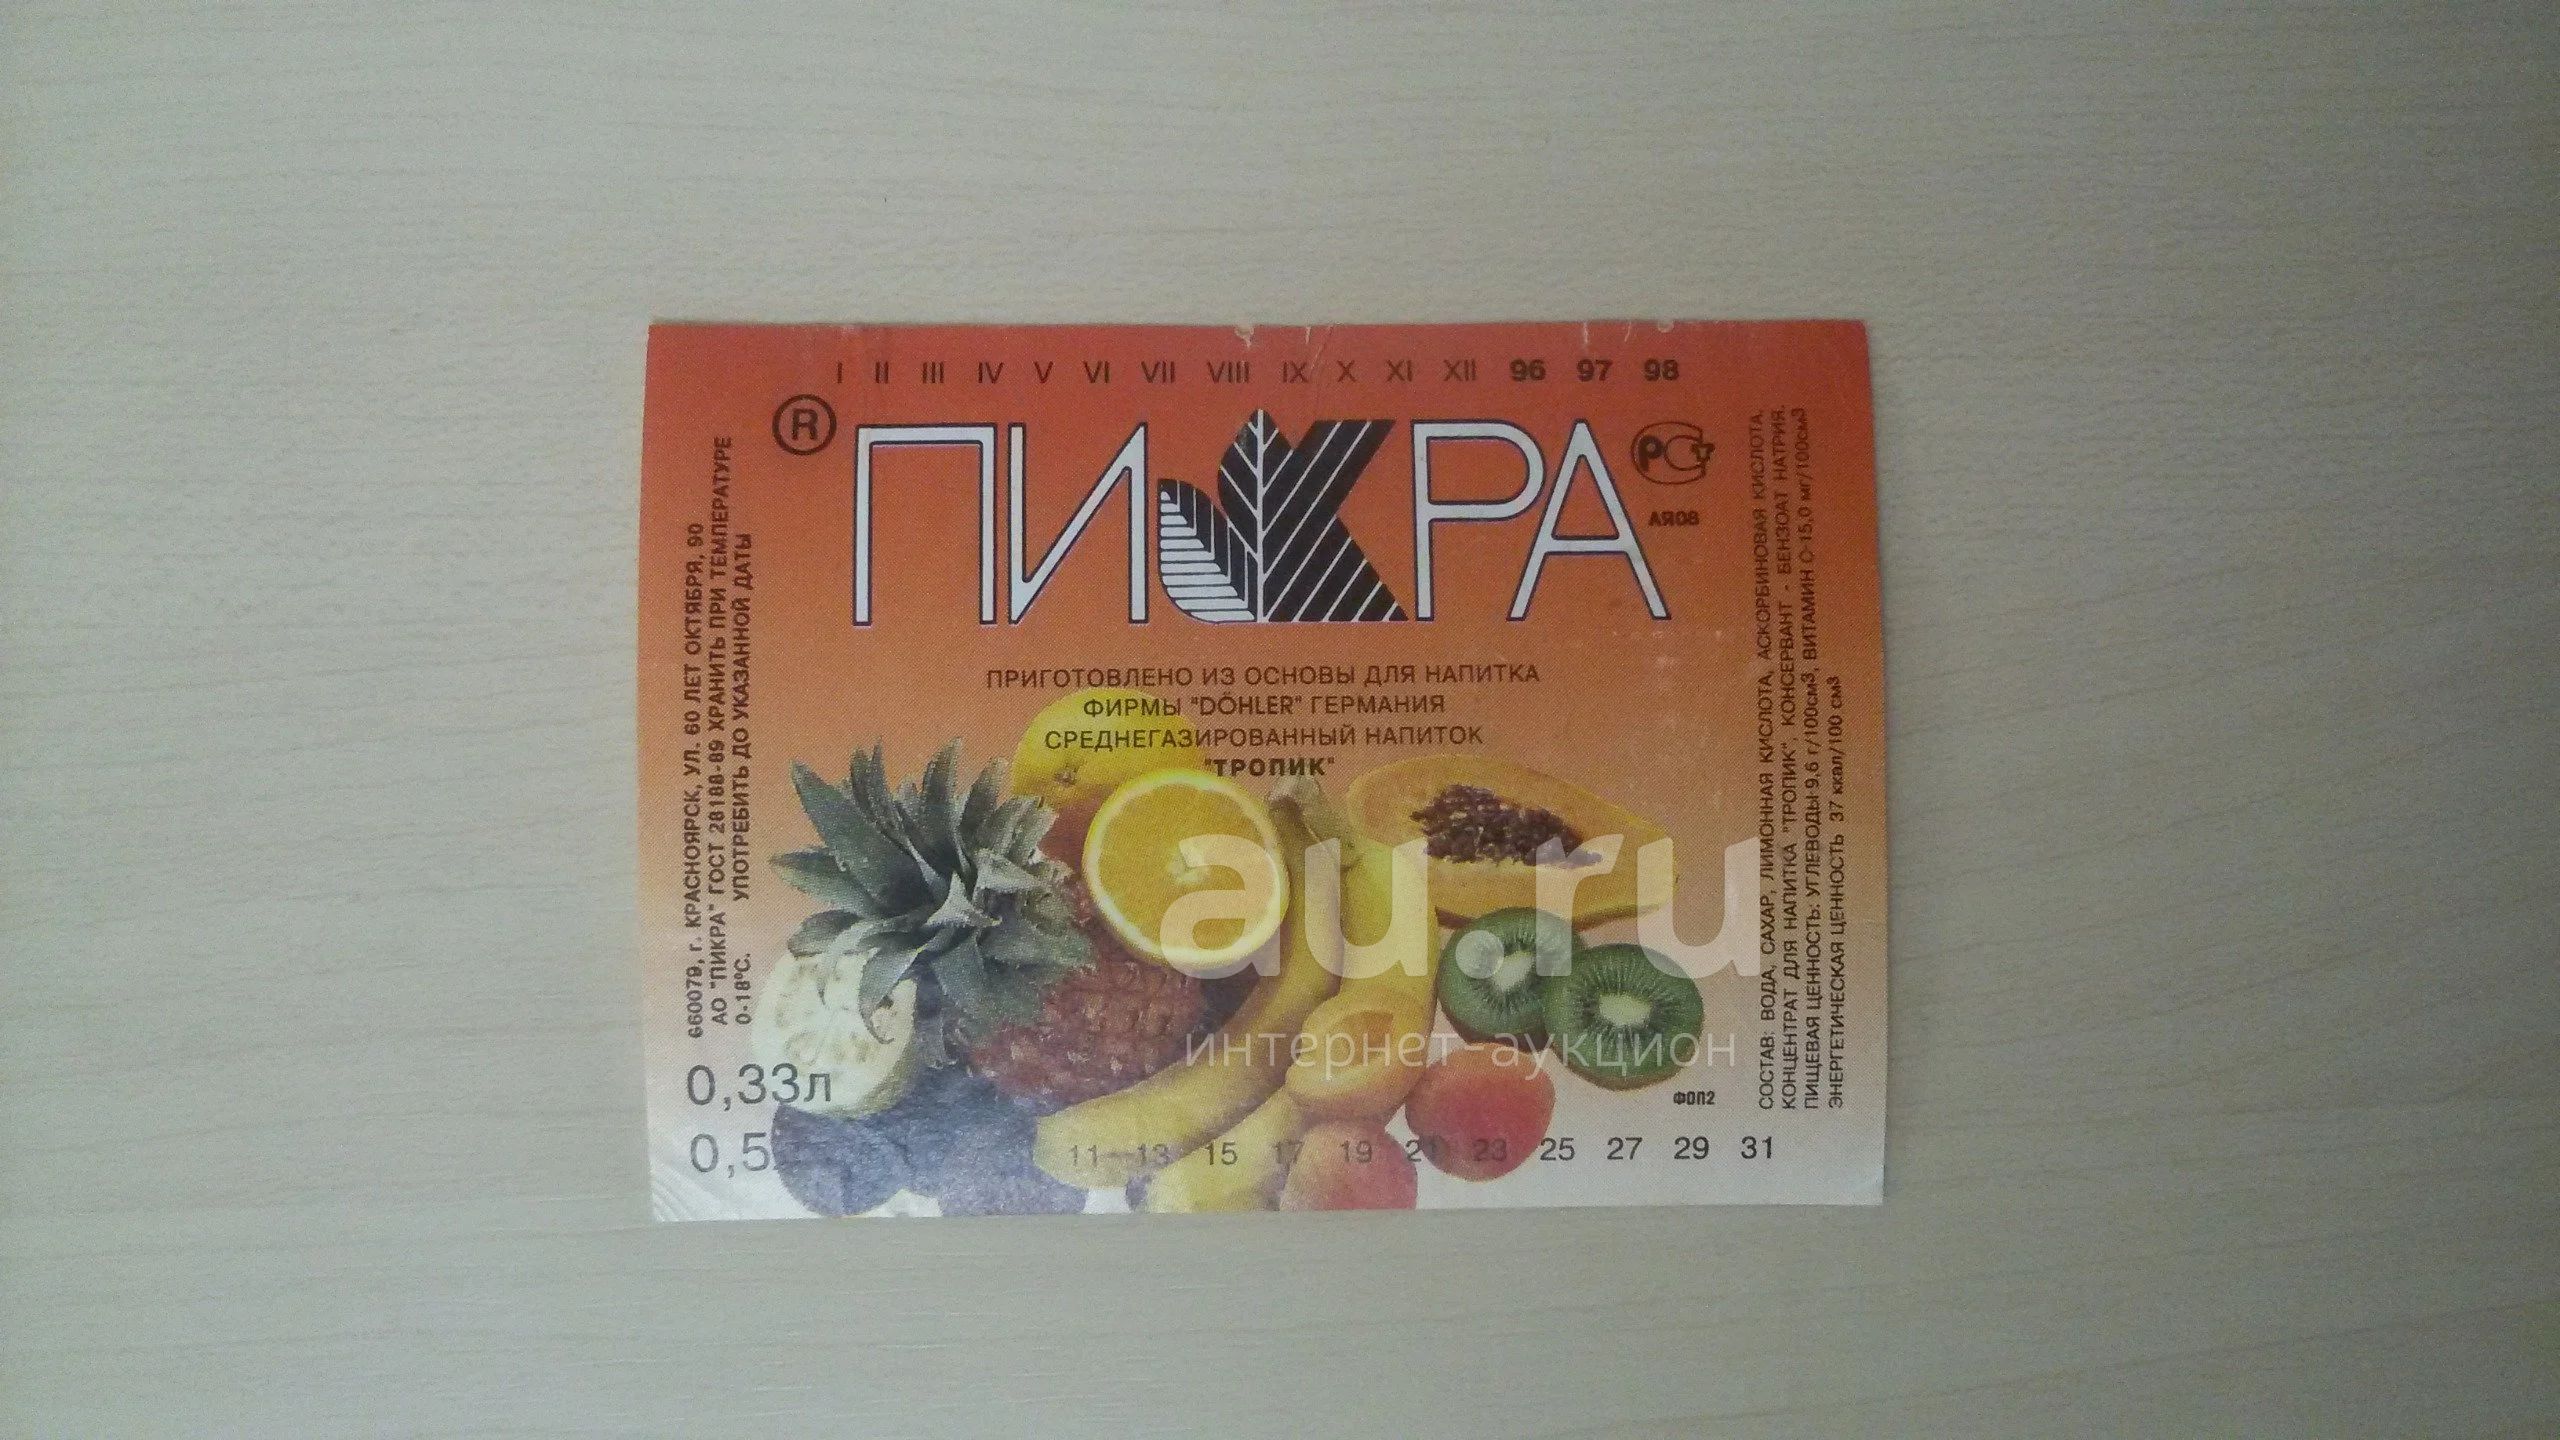 I II III IV V VI VII VIII IX X XI XII 96 97 98
® ПИКРА
РСТ
АЯ08
ПРИГОТОВЛЕНО ИЗ ОСНОВЫ ДЛЯ НАПИТКА
ФИРМЫ "DÖHLER" ГЕРМАНИЯ
СРЕДНЕГАЗИРОВАННЫЙ НАПИТОК
"ТРОПИК"
660079, г. КРАСНОЯРСК, УЛ. 60 ЛЕТ ОКТЯБРЯ, 90
АО "ПИКРА" ГОСТ 28188-89 ХРАНИТЬ ПРИ ТЕМПЕРАТУРЕ
0-18°С. УПОТРЕБИТЬ ДО УКАЗАННОЙ ДАТЫ
0,33л
0,5л
СОСТАВ: ВОДА, САХАР, ЛИМОННАЯ КИСЛОТА, АСКОРБИНОВАЯ КИСЛОТА,
КОНЦЕНТРАТ ДЛЯ НАПИТКА "ТРОПИК", КОНСЕРВАНТ - БЕНЗОАТ НАТРИЯ.
ПИЩЕВАЯ ЦЕННОСТЬ: УГЛЕВОДЫ 9,6 г/100см3, ВИТАМИН С-15,0 мг/100см3
ЭНЕРГЕТИЧЕСКАЯ ЦЕННОСТЬ 37 ккал/100 см3
ФОП2
11 13 15 17 19 21 23 25 27 29 31
au.ru
интернет-аукцион